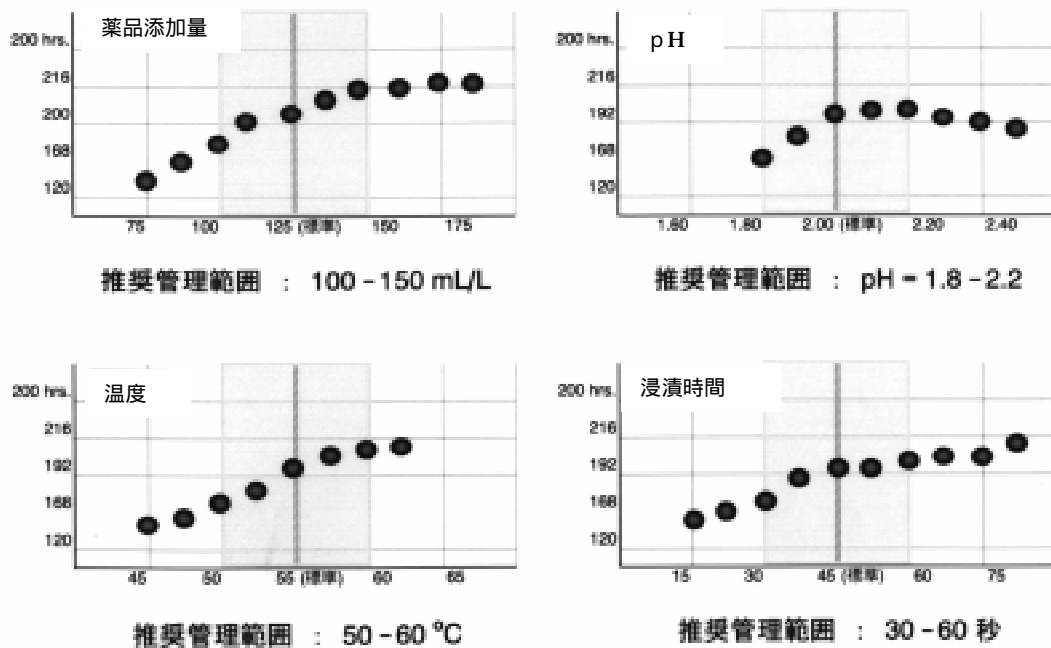 薬品添加量
200 hrs.
216
200
168
120
75 100 125 (標準) 150 175
推奨管理範囲 : 100-150 mL/L
pH
200 hrs.
216
192
168
120
1.60 1.80 2.00 (標準) 2.20 2.40
推奨管理範囲 : pH = 1.8-2.2
温度
200 hrs.
216
192
168
120
45 50 55 (標準) 60 65
推奨管理範囲 : 50-60 ℃
浸漬時間
200 hrs.
216
192
168
120
15 30 45 (標準) 60 75
推奨管理範囲 : 30-60 秒